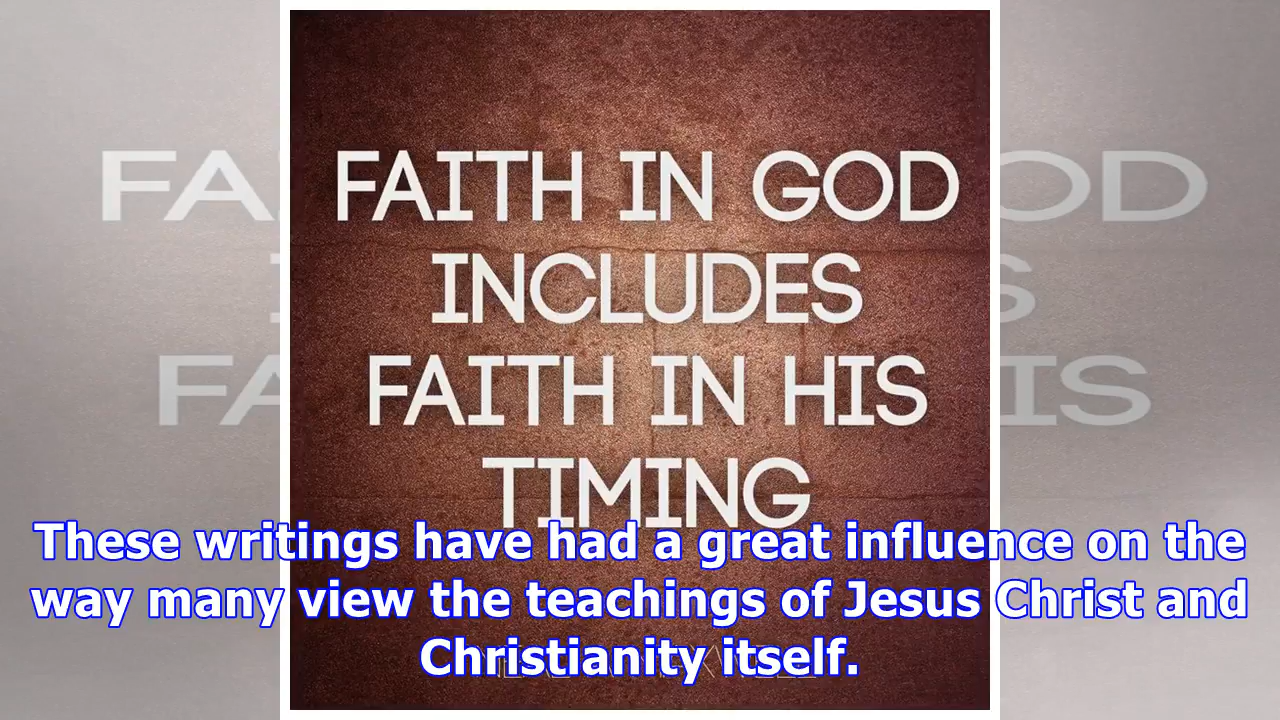 FAITH IN GOD
INCLUDES
FAITH IN HIS
TIMING
These writings have had a great influence on the
way many view the teachings of Jesus Christ and
Christianity itself.